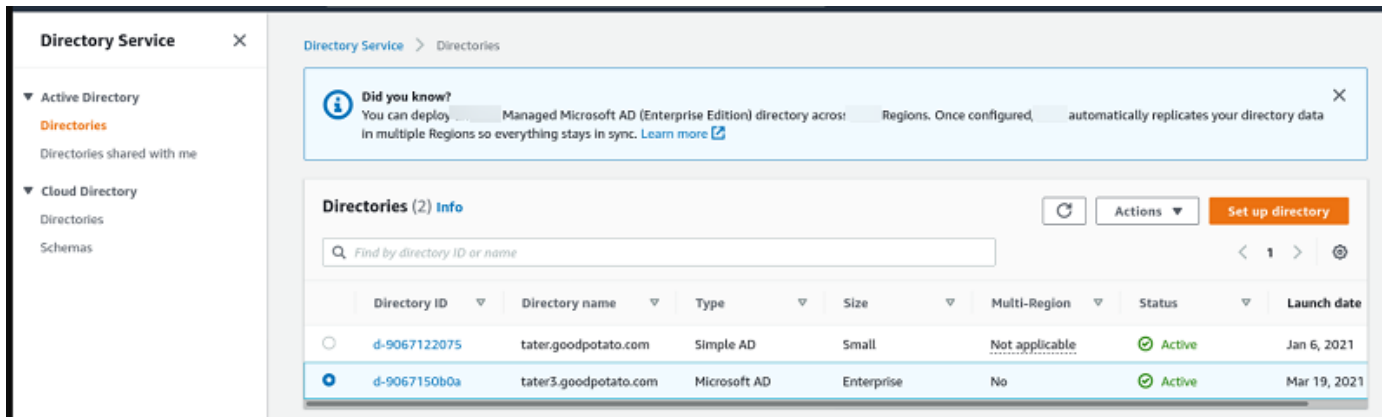 Directory Service
Active Directory
Directories
Directories shared with me
Cloud Directory
Directories
Schemas
Directory Service > Directories
Did you know?
You can deploy Managed Microsoft AD (Enterprise Edition) directory across Regions. Once configured, automatically replicates your directory data
in multiple Regions so everything stays in sync. Learn more
Directories (2) Info
Actions
Set up directory
Find by directory ID or name
1
Directory ID Directory name Type Size Multi-Region Status Launch date
d-9067122075 tater.goodpotato.com Simple AD Small Not applicable Active Jan 6, 2021
d-9067150b0a tater3.goodpotato.com Microsoft AD Enterprise No Active Mar 19, 2021